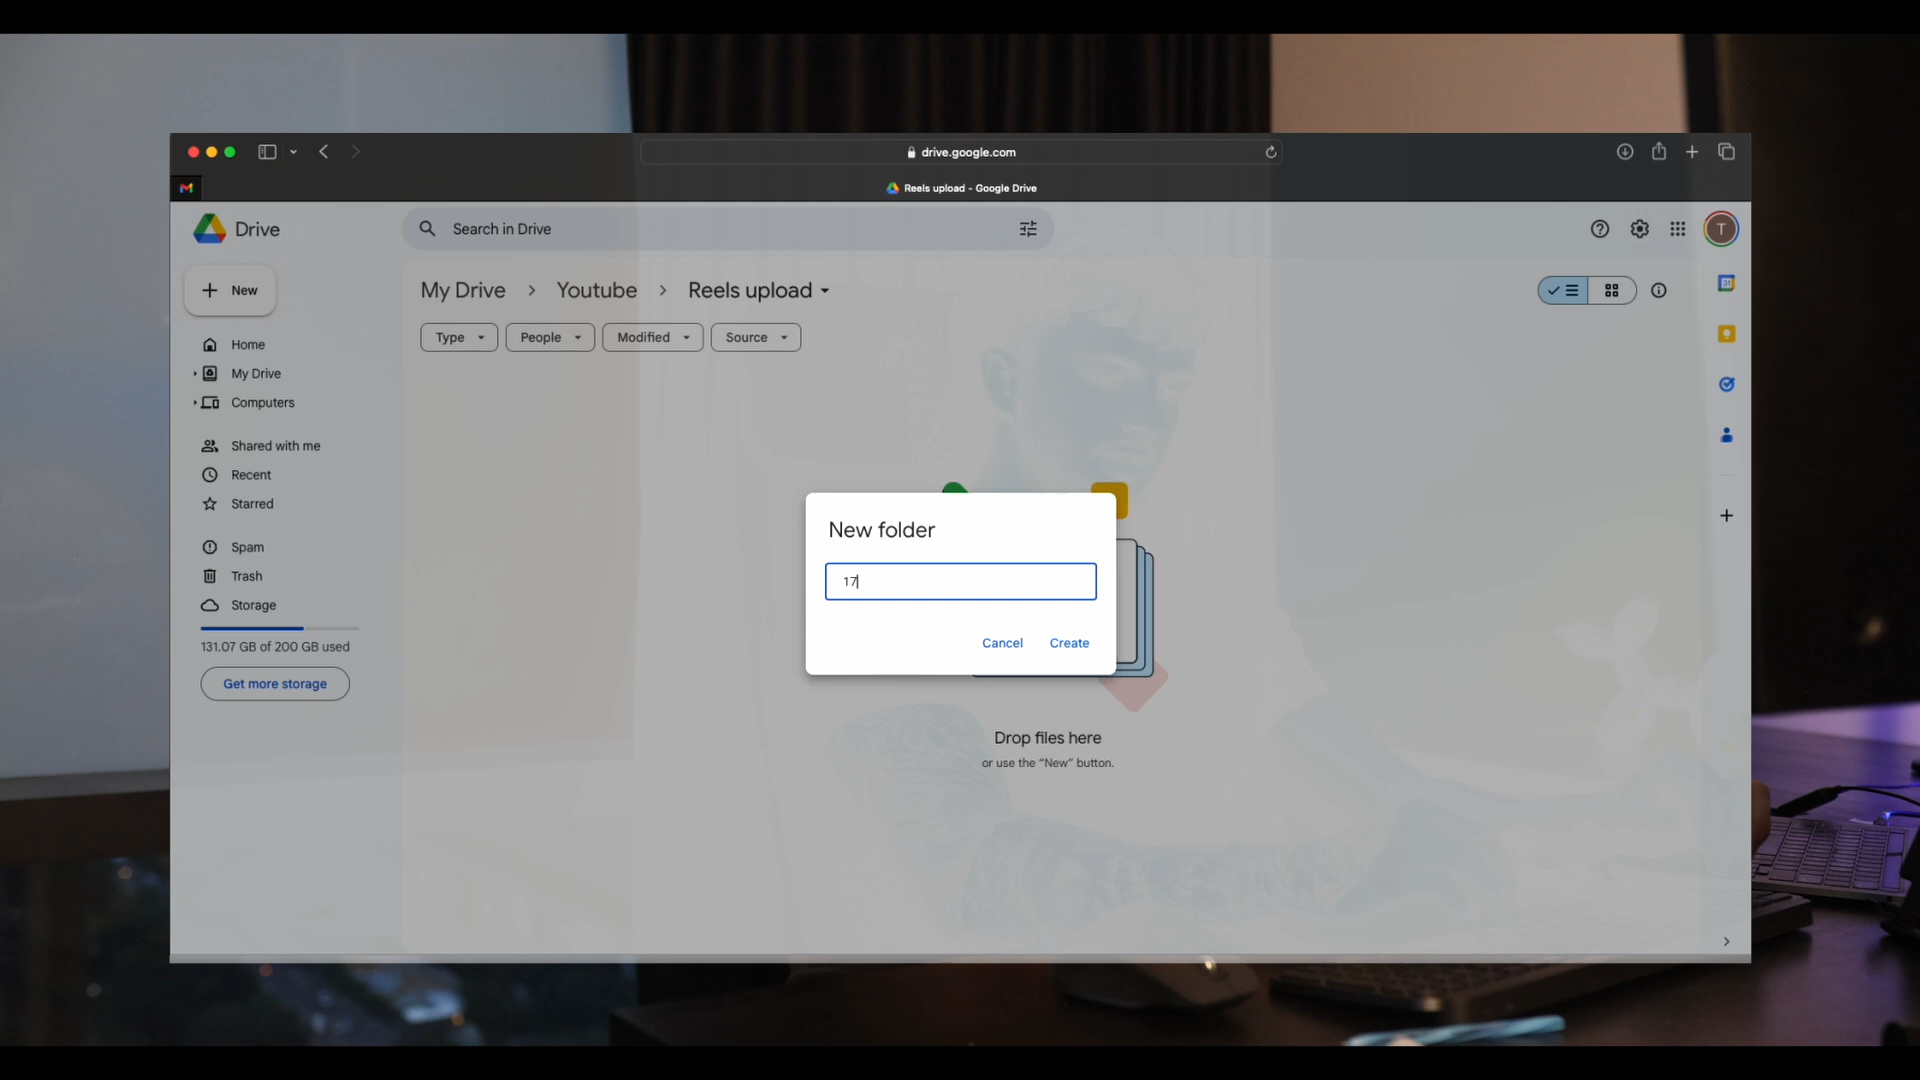 drive.google.com
Reels upload - Google Drive
Drive
Search in Drive
T
New
My Drive > Youtube > Reels upload
31
Type
People
Modified
Source
Home
My Drive
Computers
Shared with me
Recent
Starred
Spam
Trash
Storage
131.07 GB of 200 GB used
Get more storage
New folder
17
Cancel
Create
Drop files here
or use the “New” button.